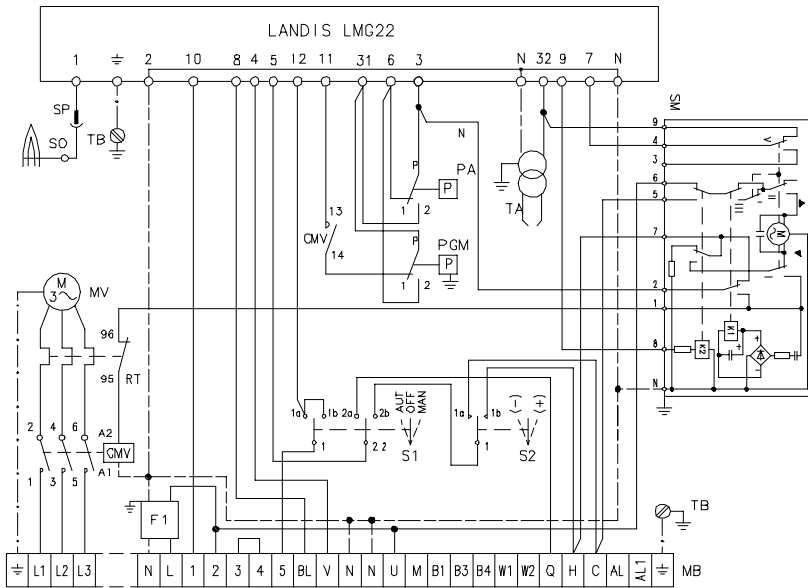 LANDIS LMG22
1 2 10 8 4 5 12 11 31 6 3 N 32 9 7 N
SP
SO
TB
N
P
PA
P
1 2
TA
13
CMV
14
P
PGM
P
1 2
SM
9
4
3
6
5
7
2
1
8
N
M
K1
K2
+
+
-
M
3
MV
96
95 RT
2 4 6 A2
CMV
1 3 5 A1
1a 1b 2a 2b
1 2 2
AUT
OFF
MAN
S1
1a 1b
1
(-)
(+)
S2
F1
TB
L1 L2 L3 N L 1 2 3 4 5 BL V N N U M B1 B3 B4 W1 W2 Q H C AL AL1 MB